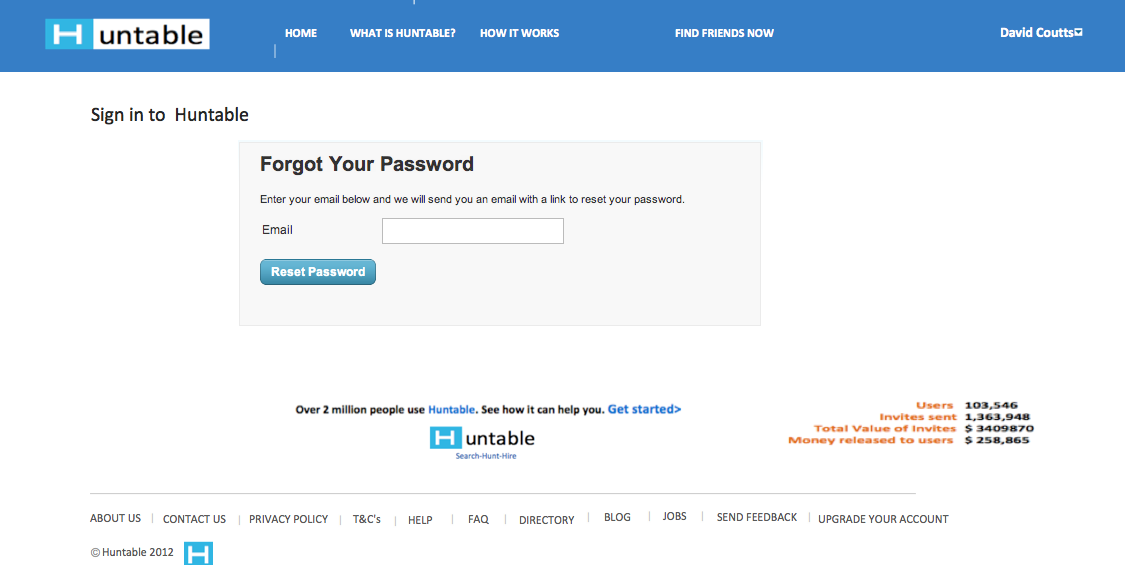 H untable
HOME WHAT IS HUNTABLE? HOW IT WORKS FIND FRIENDS NOW David Coutts
Sign in to Huntable
Forgot Your Password
Enter your email below and we will send you an email with a link to reset your password.
Email
Reset Password
Over 2 million people use Huntable. See how it can help you. Get started>
H untable
Search-Hunt-Hire
Users 103,546
Invites sent 1,363,948
Total Value of Invites $ 3409870
Money released to users $ 258,865
ABOUT US | CONTACT US | PRIVACY POLICY | T&C's | HELP | FAQ | DIRECTORY | BLOG | JOBS | SEND FEEDBACK | UPGRADE YOUR ACCOUNT
© Huntable 2012 H